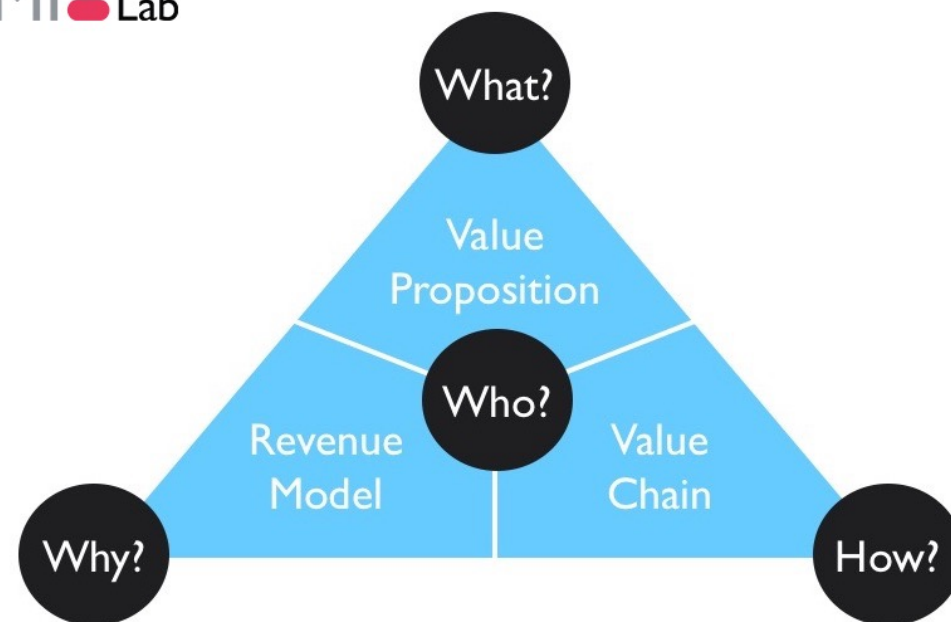 Lab
What?
Value
Proposition
Who?
Revenue
Model
Value
Chain
Why?
How?